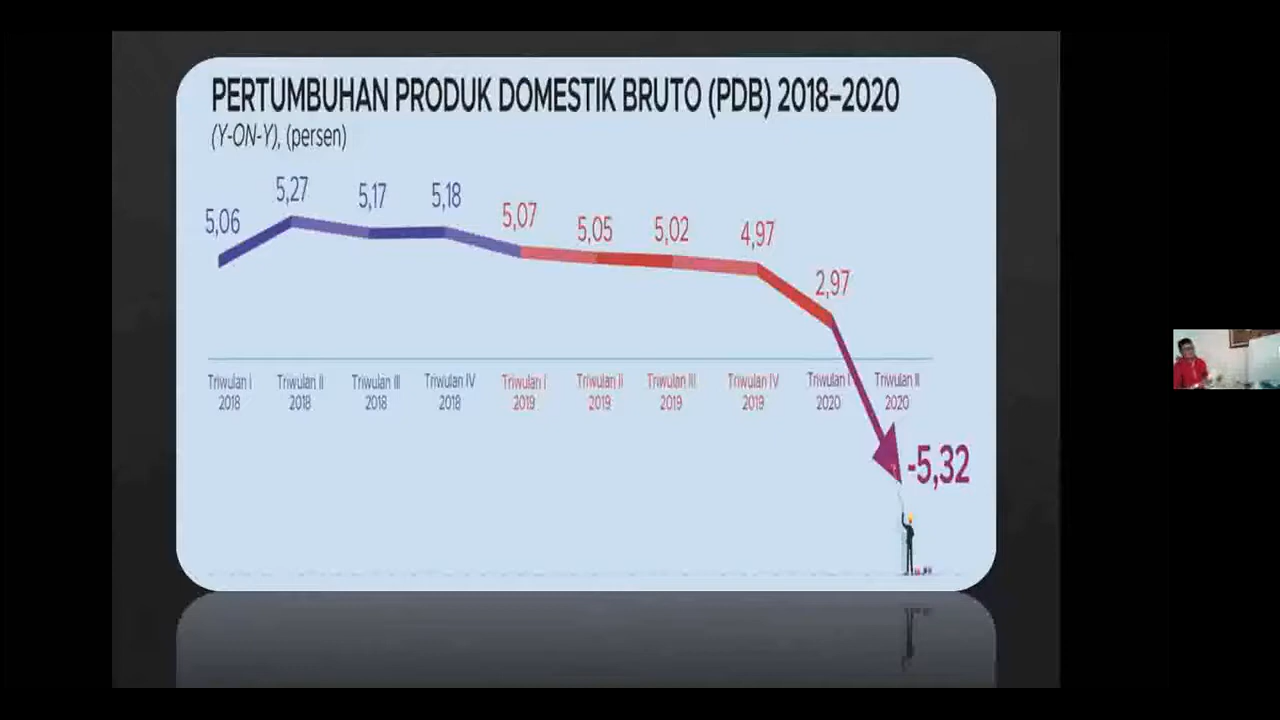 PERTUMBUHAN PRODUK DOMESTIK BRUTO (PDB) 2018–2020
(Y-ON-Y), (persen)
5,06
5,27
5,17
5,18
5,07
5,05
5,02
4,97
2,97
Triwulan I
2018
Triwulan II
2018
Triwulan III
2018
Triwulan IV
2018
Triwulan I
2019
Triwulan II
2019
Triwulan III
2019
Triwulan IV
2019
Triwulan I
2020
Triwulan II
2020
-5,32